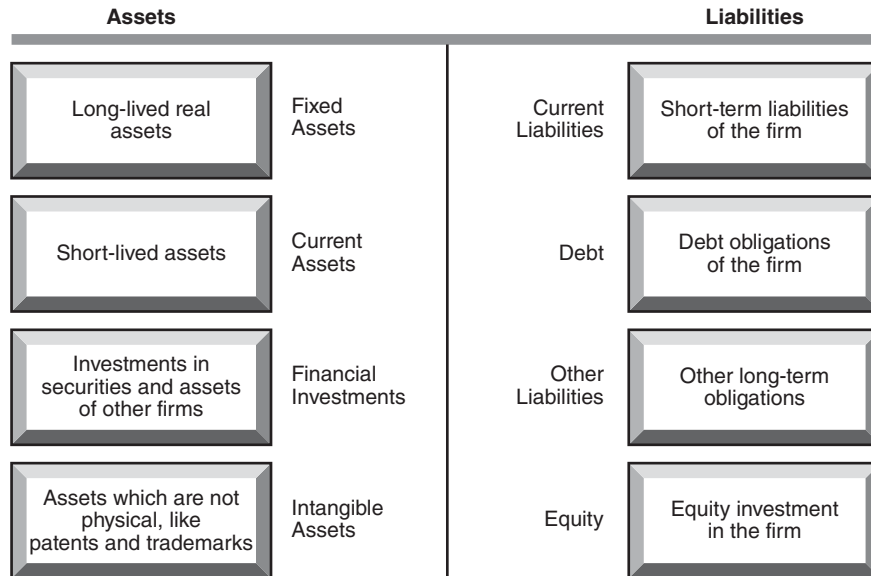 Assets
Liabilities
Long-lived real
assets
Fixed
Assets
Current
Liabilities
Short-term liabilities
of the firm
Short-lived assets
Current
Assets
Debt
Debt obligations
of the firm
Investments in
securities and assets
of other firms
Financial
Investments
Other
Liabilities
Other long-term
obligations
Assets which are not
physical, like
patents and trademarks
Intangible
Assets
Equity
Equity investment
in the firm